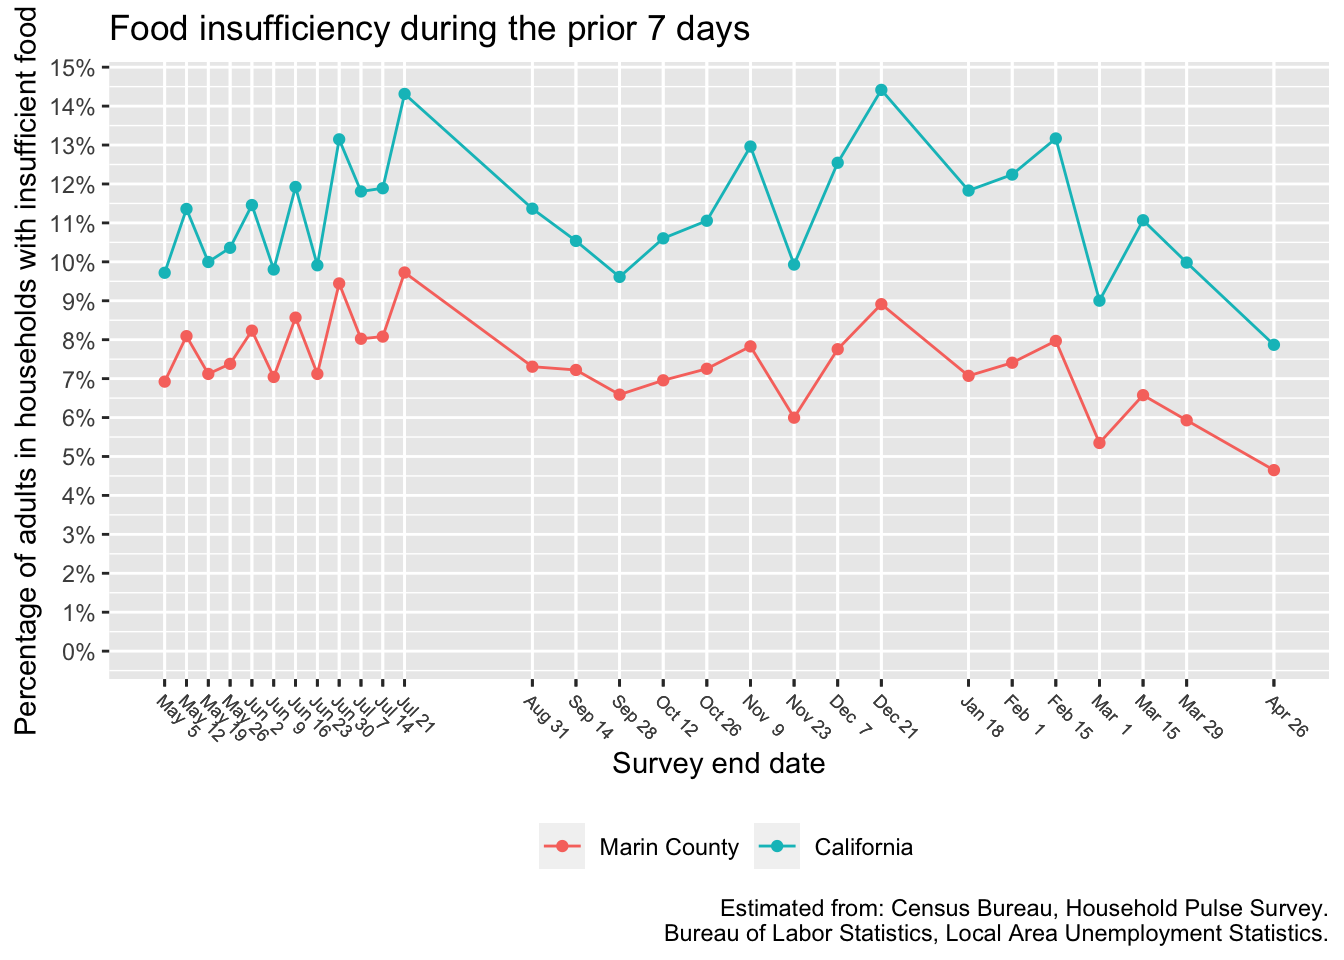 Food insufficiency during the prior 7 days
Percentage of adults in households with insufficient food
15%
14%
13%
12%
11%
10%
9%
8%
7%
6%
5%
4%
3%
2%
1%
0%
May 5
May 12
May 19
May 26
Jun 2
Jun 9
Jun 16
Jun 23
Jun 30
Jul 7
Jul 14
Jul 21
Aug 31
Sep 14
Sep 28
Oct 12
Oct 26
Nov 9
Nov 23
Dec 7
Dec 21
Jan 18
Feb 1
Feb 15
Mar 1
Mar 15
Mar 29
Apr 26
Survey end date
Marin County
California
Estimated from: Census Bureau, Household Pulse Survey.
Bureau of Labor Statistics, Local Area Unemployment Statistics.